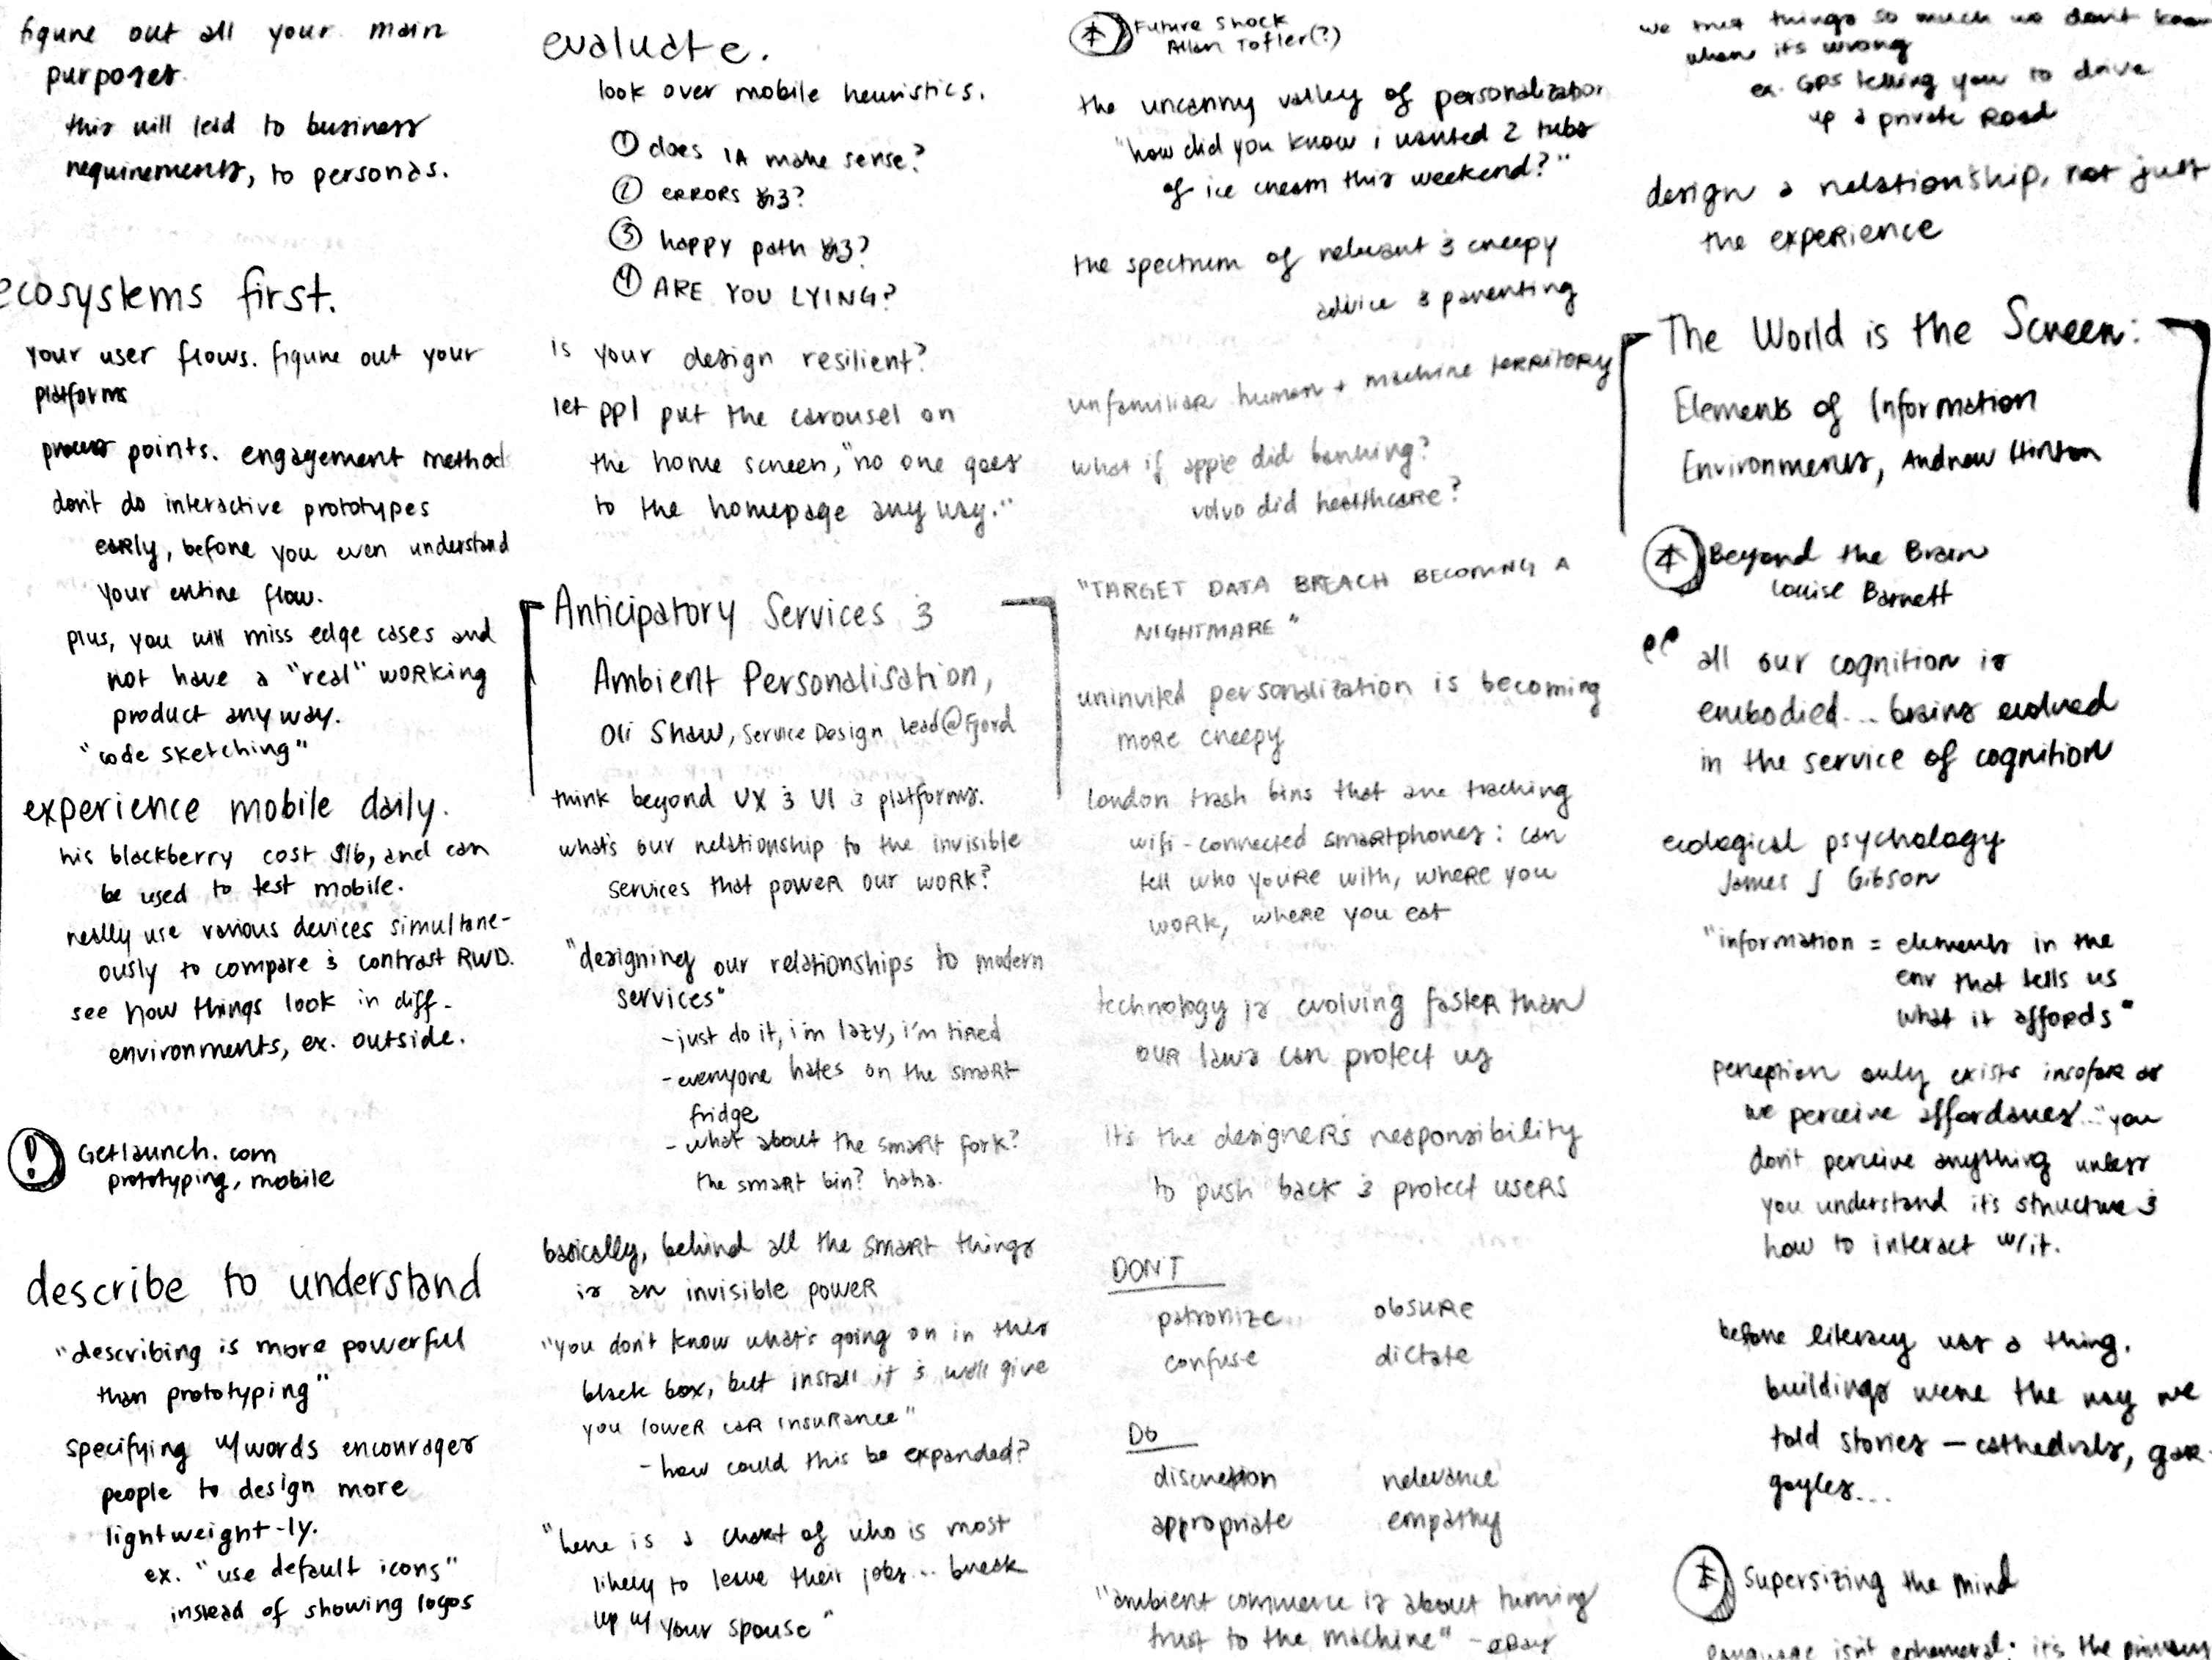 figure out all your main
purposes.
this will lead to business
requirements, to personas.
ecosystems first.
your user flows. figure out your
platforms
points. engagement method
don't do interactive prototypes
early, before you even understand
your entire flow.
plus, you will miss edge cases and
not have a "real" working
product anyway.
"code sketching"
experience mobile daily.
his blackberry cost $16, and can
be used to test mobile.
really use various devices simultane-
ously to compare & contrast RWD.
see how things look in diff.
environments, ex. outside.
! Getlaunch.com
prototyping, mobile
describe to understand
"describing is more powerful
than prototyping"
specifying w/words encourages
people to design more
lightweight-ly.
ex. "use default icons"
instead of showing logos
evaluate.
look over mobile heuristics.
① does IA make sense?
② ERRORS x3?
③ happy path x3?
④ ARE YOU LYING?
is your design resilient?
let ppl put the carousel on
the home screen, "no one goes
to the homepage anyway."
Anticipatory Services &
Ambient Personalisation,
Oli Shaw, Service Design Lead@Fjord
think beyond UX & UI & platforms.
what's our relationship to the invisible
services that power our work?
"designing our relationships to modern
services"
-just do it, i'm lazy, i'm tired
-everyone hates on the smart
fridge
- what about the smart fork?
the smart bin? haha.
basically, behind all the smart things
is an invisible power
"you don't know what's going on in this
black box, but install it & we'll give
you lower car insurance"
- how could this be expanded?
"here is a chart of who is most
likely to leave their jobs... break
up w/ your spouse"
Future Shock
Allan Tofler(?)
the uncanny valley of personalization
"how did you know i wanted 2 tubs
of ice cream this weekend?"
the spectrum of relevant & creepy
advice & parenting
unfamiliar human + machine territory
what if apple did banking?
volvo did healthcare?
"TARGET DATA BREACH BECOMING A
NIGHTMARE"
uninvited personalization is becoming
more creepy
london trash bins that are tracking
wifi-connected smartphones: can
tell who you're with, where you
work, where you eat
technology is evolving faster than
our laws can protect us
it's the designer's responsibility
to push back & protect users
DON'T
patronize obsure
confuse dictate
DO
discretion relevance
appropriate empathy
"ambient commerce is about turning
trust to the machine" - eBay
we trust things so much we don't know
when it's wrong
ex. GPS telling you to drive
up a private road
design a relationship, not just
the experience
The World is the Screen:
Elements of Information
Environments, Andrew Hinton
Beyond the Brain
Louise Barrett
"all our cognition is
embodied... brains evolved
in the service of cognition
ecological psychology
James J Gibson
"information = elements in the
env that tells us
what it affords"
perception only exists insofar as
we perceive affordances... "you
don't perceive anything unless
you understand it's structure &
how to interact w/it.
before literacy was a thing.
buildings were the way we
told stories — cathedrals, gar-
goyles...
Supersizing the Mind
language isn't ephemeral; it's the primary